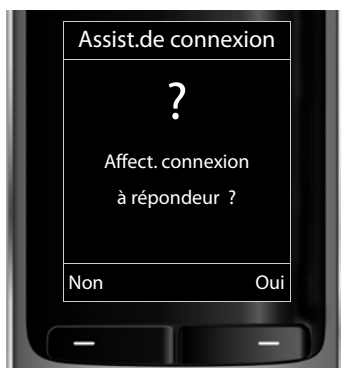 Assist.de connexion
?
Affect. connexion
à répondeur ?
Non Oui